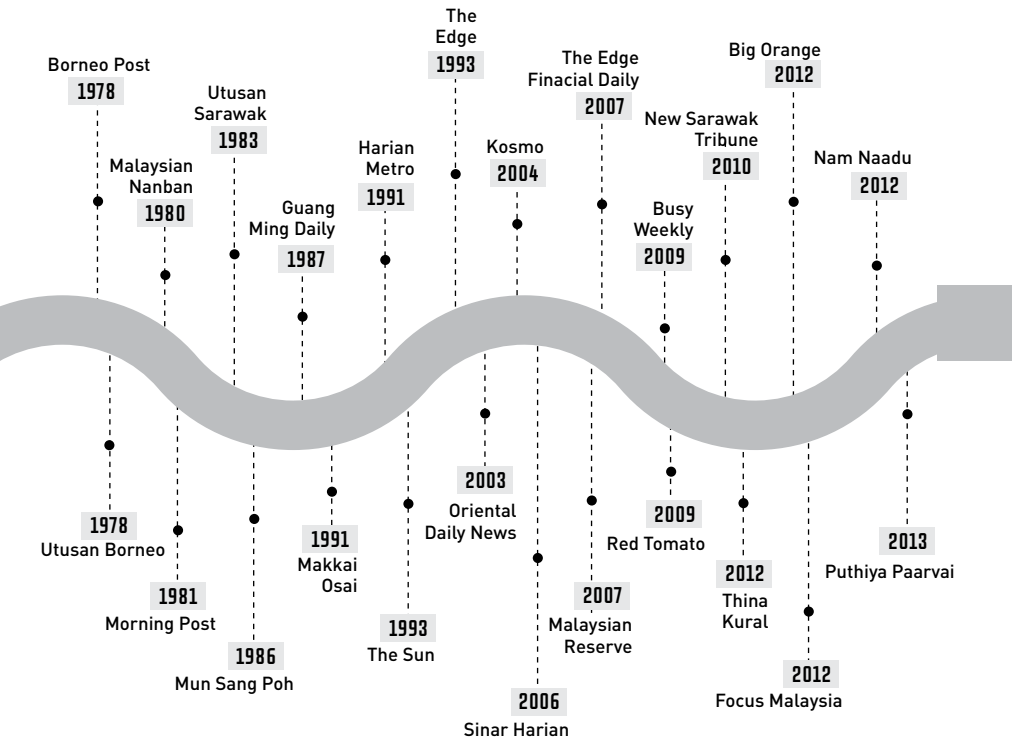 Borneo Post
1978
Malaysian
Nanban
1980
Utusan
Sarawak
1983
Guang
Ming Daily
1987
Harian
Metro
1991
The
Edge
1993
Kosmo
2004
The Edge
Finacial Daily
2007
Busy
Weekly
2009
New Sarawak
Tribune
2010
Big Orange
2012
Nam Naadu
2012
1978
Utusan Borneo
1981
Morning Post
1986
Mun Sang Poh
1991
Makkai
Osai
1993
The Sun
2003
Oriental
Daily News
2006
Sinar Harian
2007
Malaysian
Reserve
2009
Red Tomato
2012
Thina
Kural
2012
Focus Malaysia
2013
Puthiya Paarvai